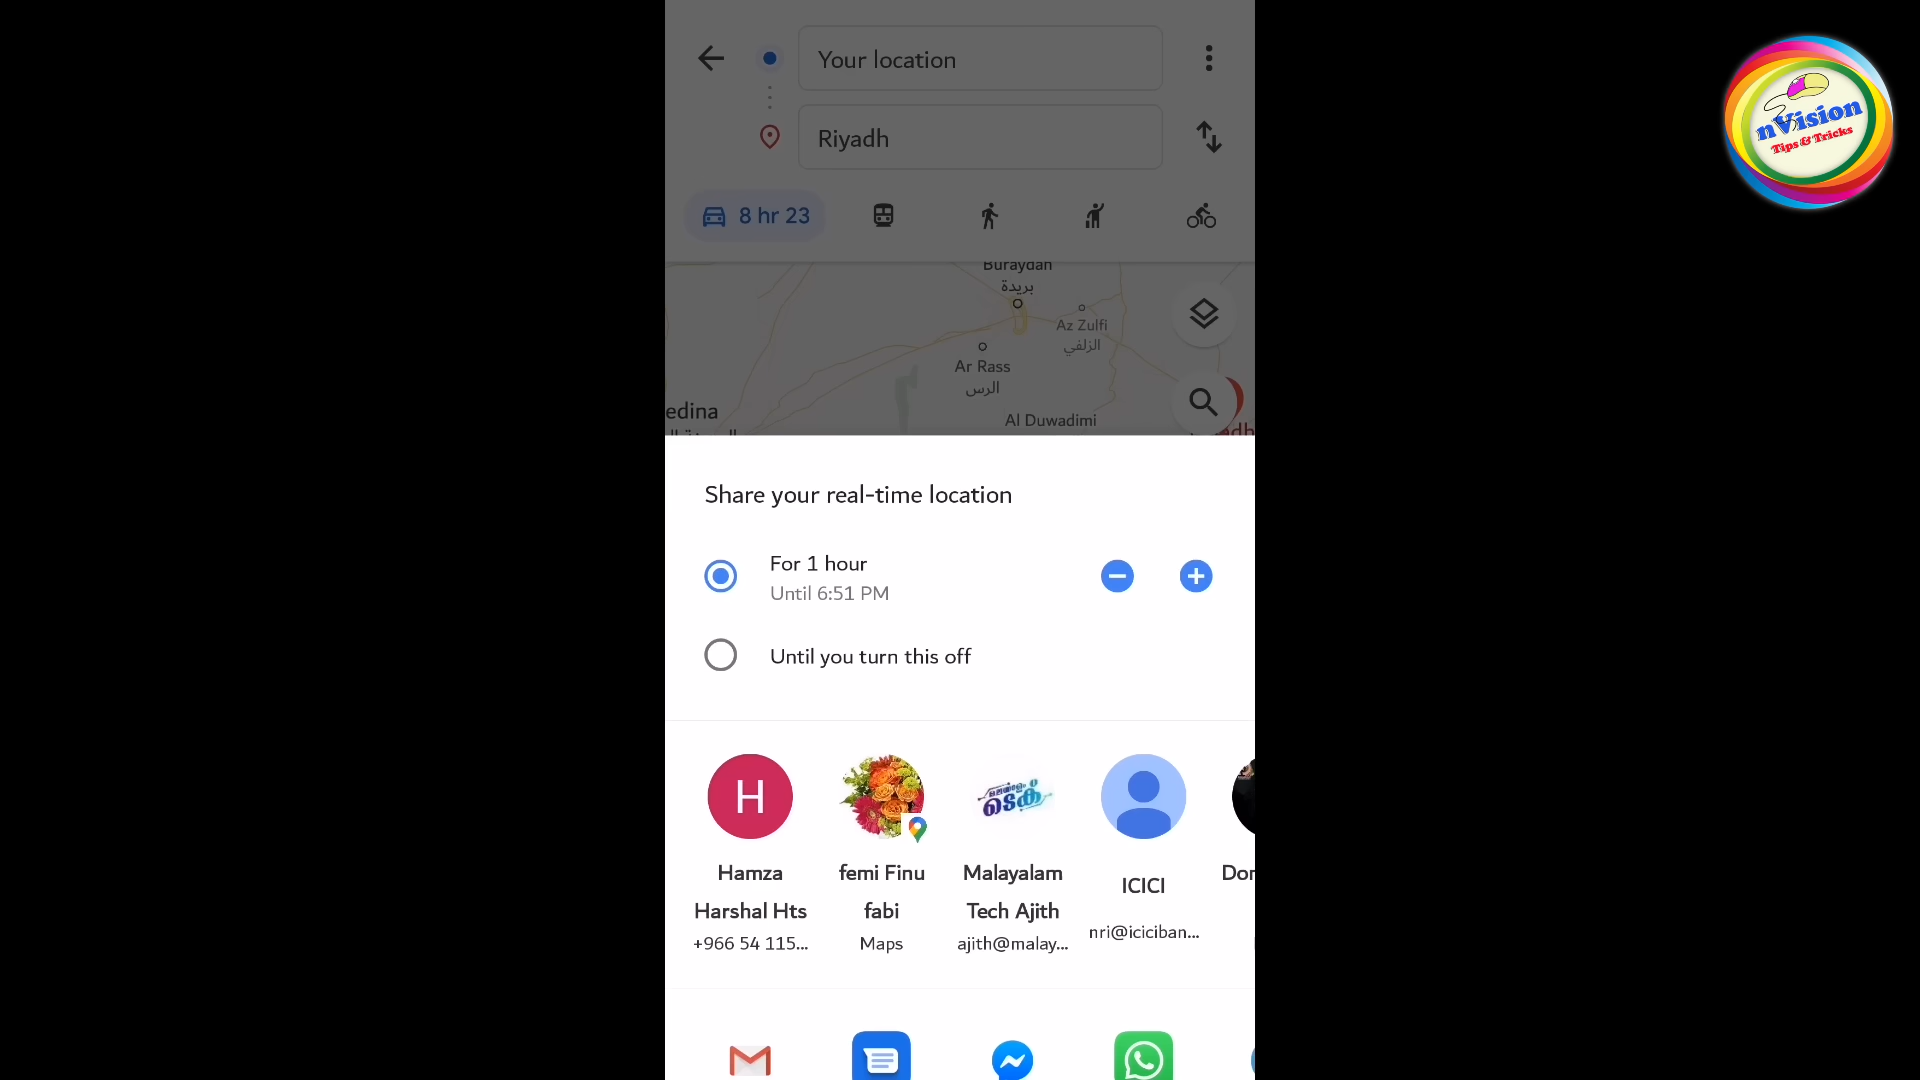 Your location
Riyadh
8 hr 23
Buraydah
بريدة
Az Zulfi
الزلفي
Ar Rass
الرس
edina
Al Duwadimi
Share your real-time location
For 1 hour
Until 6:51 PM
Until you turn this off
H
മലയാളം
ടെക്
Hamza
Harshal Hts
+966 54 115...
femi Finu
fabi
Maps
Malayalam
Tech Ajith
ajith@malay...
ICICI
nri@iciciban...
Dor
nVision
Tips & Tricks